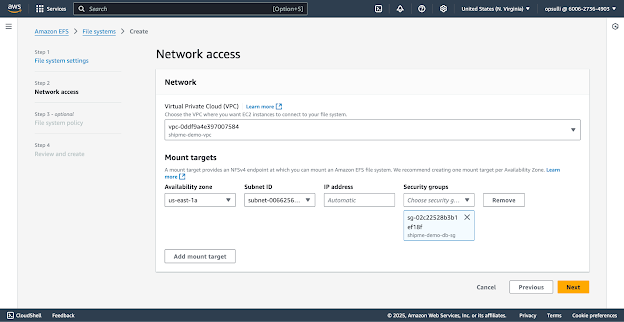 aws
Services
Search
[Option+S]
United States (N. Virginia)
opsulli @ 6006-2736-4903
Amazon EFS
File systems
Create
Step 1
File system settings
Step 2
Network access
Step 3 - optional
File system policy
Step 4
Review and create
Network access
Network
Virtual Private Cloud (VPC) Learn more
Choose the VPC where you want EC2 instances to connect to your file system.
vpc-0ddf9a4e397007584
shipme-demo-vpc
Mount targets
A mount target provides an NFSv4 endpoint at which you can mount an Amazon EFS file system. We recommend creating one mount target per Availability Zone. Learn
more
Availability zone Subnet ID IP address Security groups
us-east-1a subnet-0066256... Automatic Choose security g... Remove
sg-02c22528b3b1
ef18f
shipme-demo-db-sg
Add mount target
Cancel Previous Next
CloudShell Feedback © 2025, Amazon Web Services, Inc. or its affiliates. Privacy Terms Cookie preferences